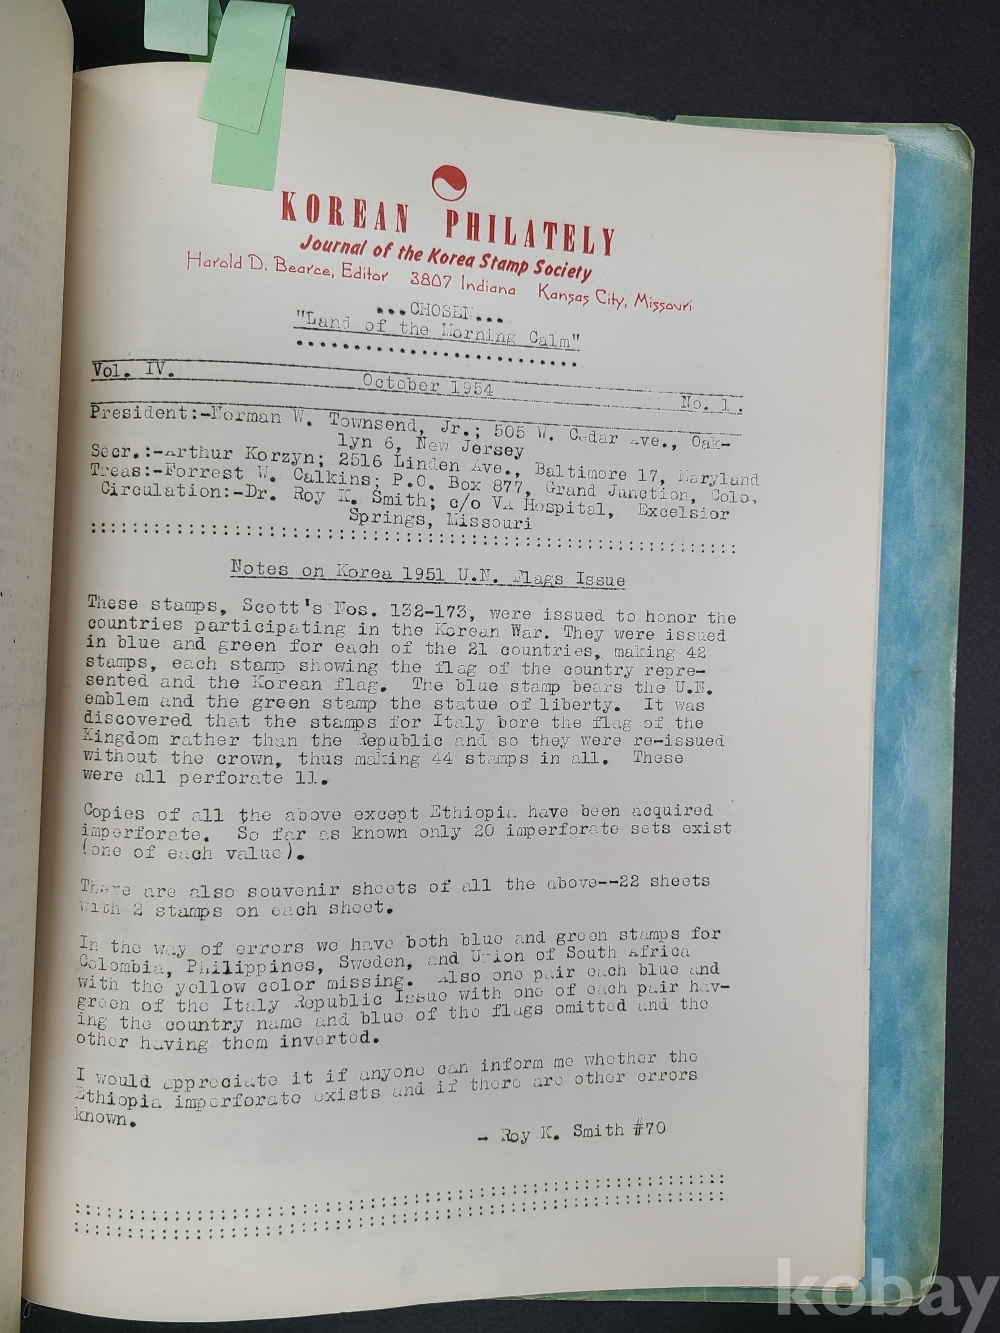 KOREAN PHILATELY
Journal of the Korea Stamp Society
Harold D. Bearce, Editor 3807 Indiana Kansas City, Missouri
...CHOSEN...
"Land of the Morning Calm"
Vol. IV. October 1954 No. 1.
President:-Norman W. Townsend, Jr.; 505 W. Cedar Ave., Oak-
lyn 6, New Jersey
Secr.:-Arthur Korzyn; 2516 Linden Ave., Baltimore 17, Maryland
Treas:-Forrest W. Calkins; P.O. Box 877, Grand Junction, Colo.
Circulation:-Dr. Roy K. Smith; c/o VA Hospital, Excelsior
Springs, Missouri
Notes on Korea 1951 U.N. Flags Issue
These stamps, Scott's Nos. 132-173, were issued to honor the
countries participating in the Korean War. They were issued
in blue and green for each of the 21 countries, making 42
stamps, each stamp showing the flag of the country repre-
sented and the Korean flag. The blue stamp bears the U.N.
emblem and the green stamp the statue of liberty. It was
discovered that the stamps for Italy bore the flag of the
Kingdom rather than the Republic and so they were re-issued
without the crown, thus making 44 stamps in all. These
were all perforate 11.
Copies of all the above except Ethiopia have been acquired
imperforate. So far as known only 20 imperforate sets exist
(one of each value).
There are also souvenir sheets of all the above--22 sheets
with 2 stamps on each sheet.
In the way of errors we have both blue and green stamps for
Colombia, Philippines, Sweden, and Union of South Africa
with the yellow color missing. Also one pair each blue and
green of the Italy Republic Issue with one of each pair hav-
ing the country name and blue of the flags omitted and the
other having them inverted.
I would appreciate it if anyone can inform me whether the
Ethiopia imperforate exists and if there are other errors
known.
- Roy K. Smith #70
kobay